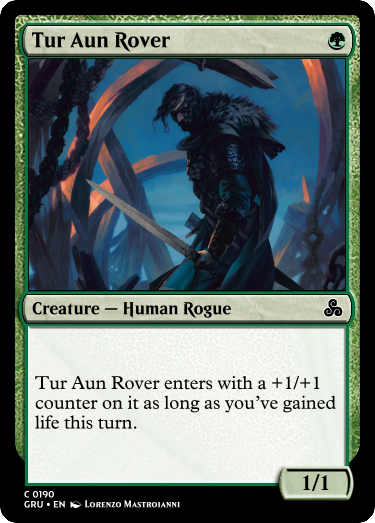 Tur Aun Rover
Creature — Human Rogue
Tur Aun Rover enters with a +1/+1
counter on it as long as you've gained
life this turn.
1/1
C 0190
GRU • EN Lorenzo Mastroianni